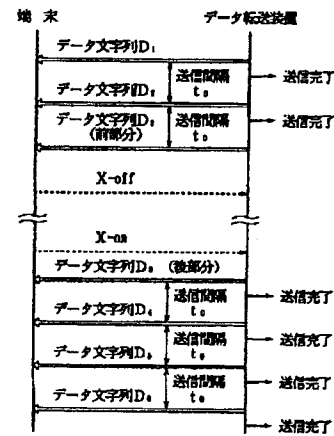 端 末 データ転送装置
データ文字列D₁
送信間隔
t₀ 送信完了
データ文字列D₂
データ文字列D₃
(前部分)
送信間隔
t₀ 送信完了
X-off
X-on
データ文字列D₃ (後部分)
送信間隔
t₀ 送信完了
データ文字列D₄
送信間隔
t₀ 送信完了
データ文字列D₅
送信間隔
t₀ 送信完了
データ文字列D₆
送信完了